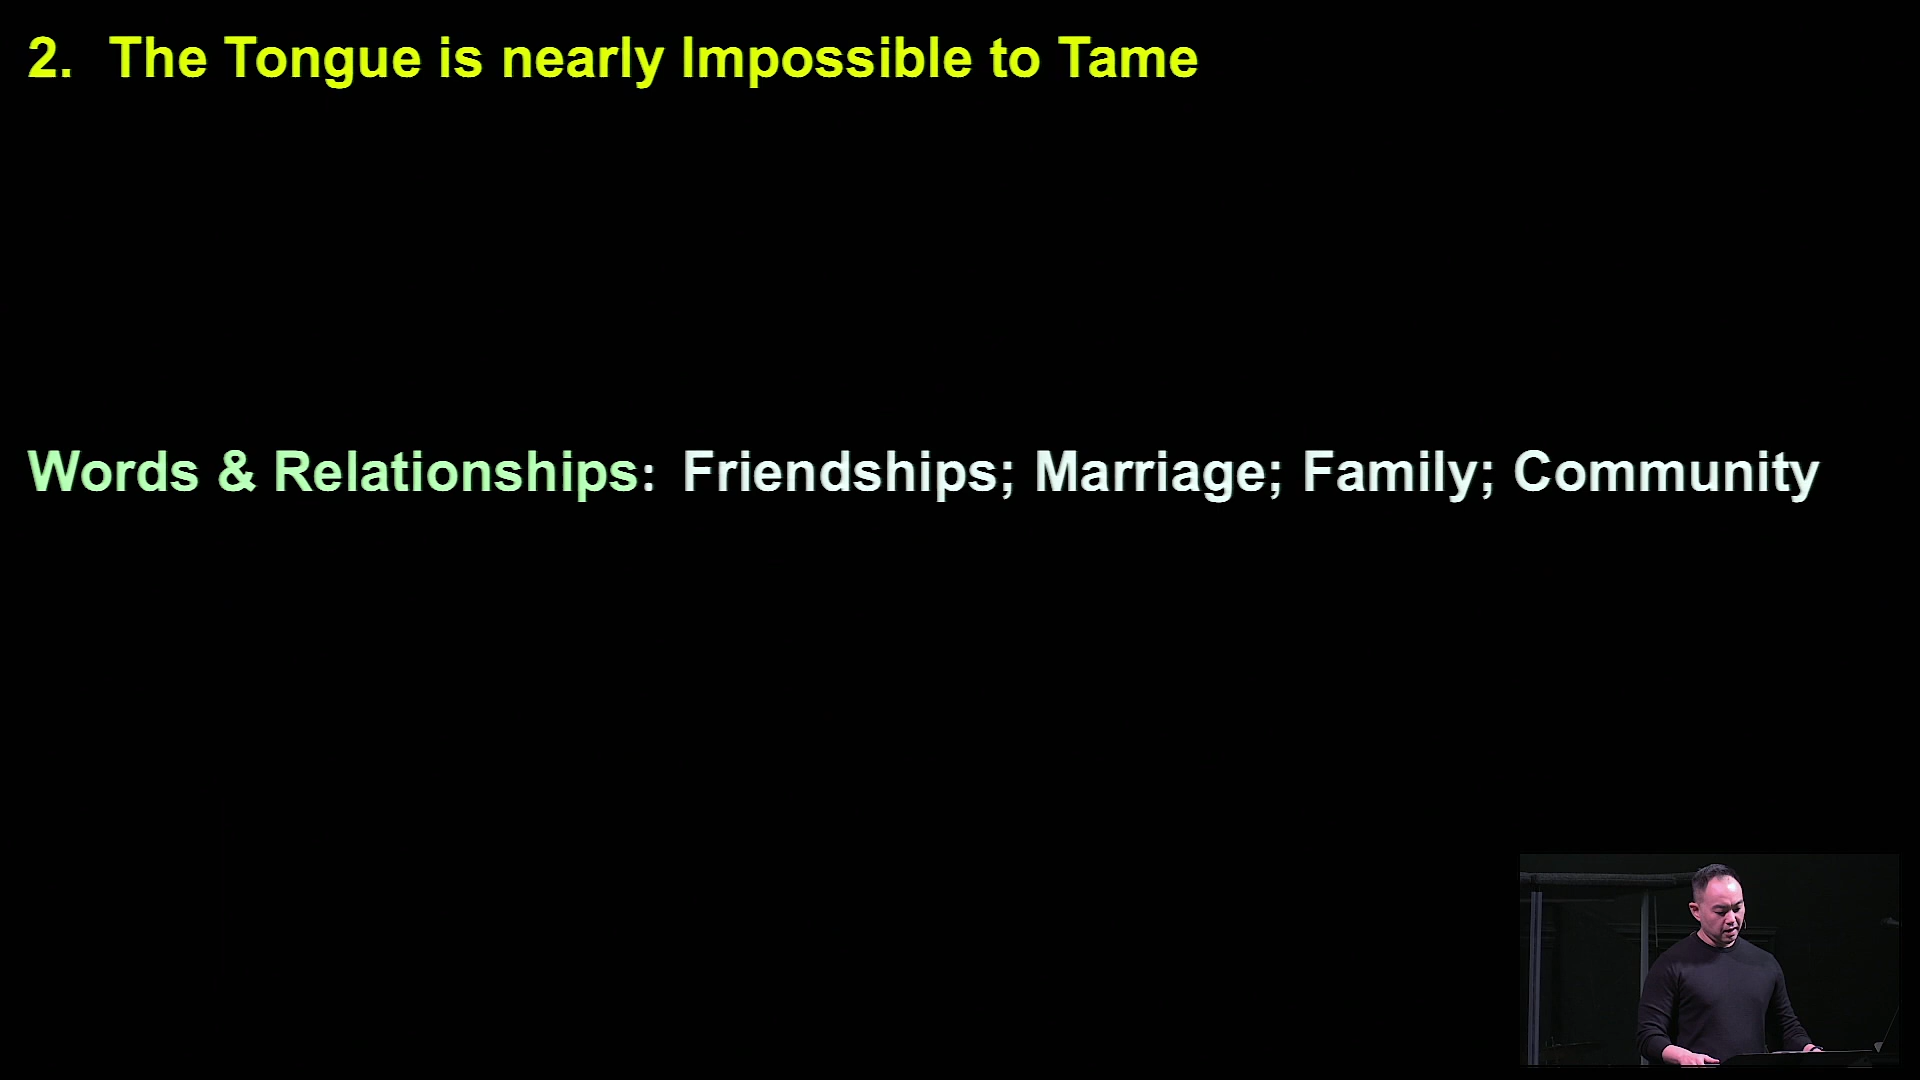 2. The Tongue is nearly Impossible to Tame
Words & Relationships: Friendships; Marriage; Family; Community